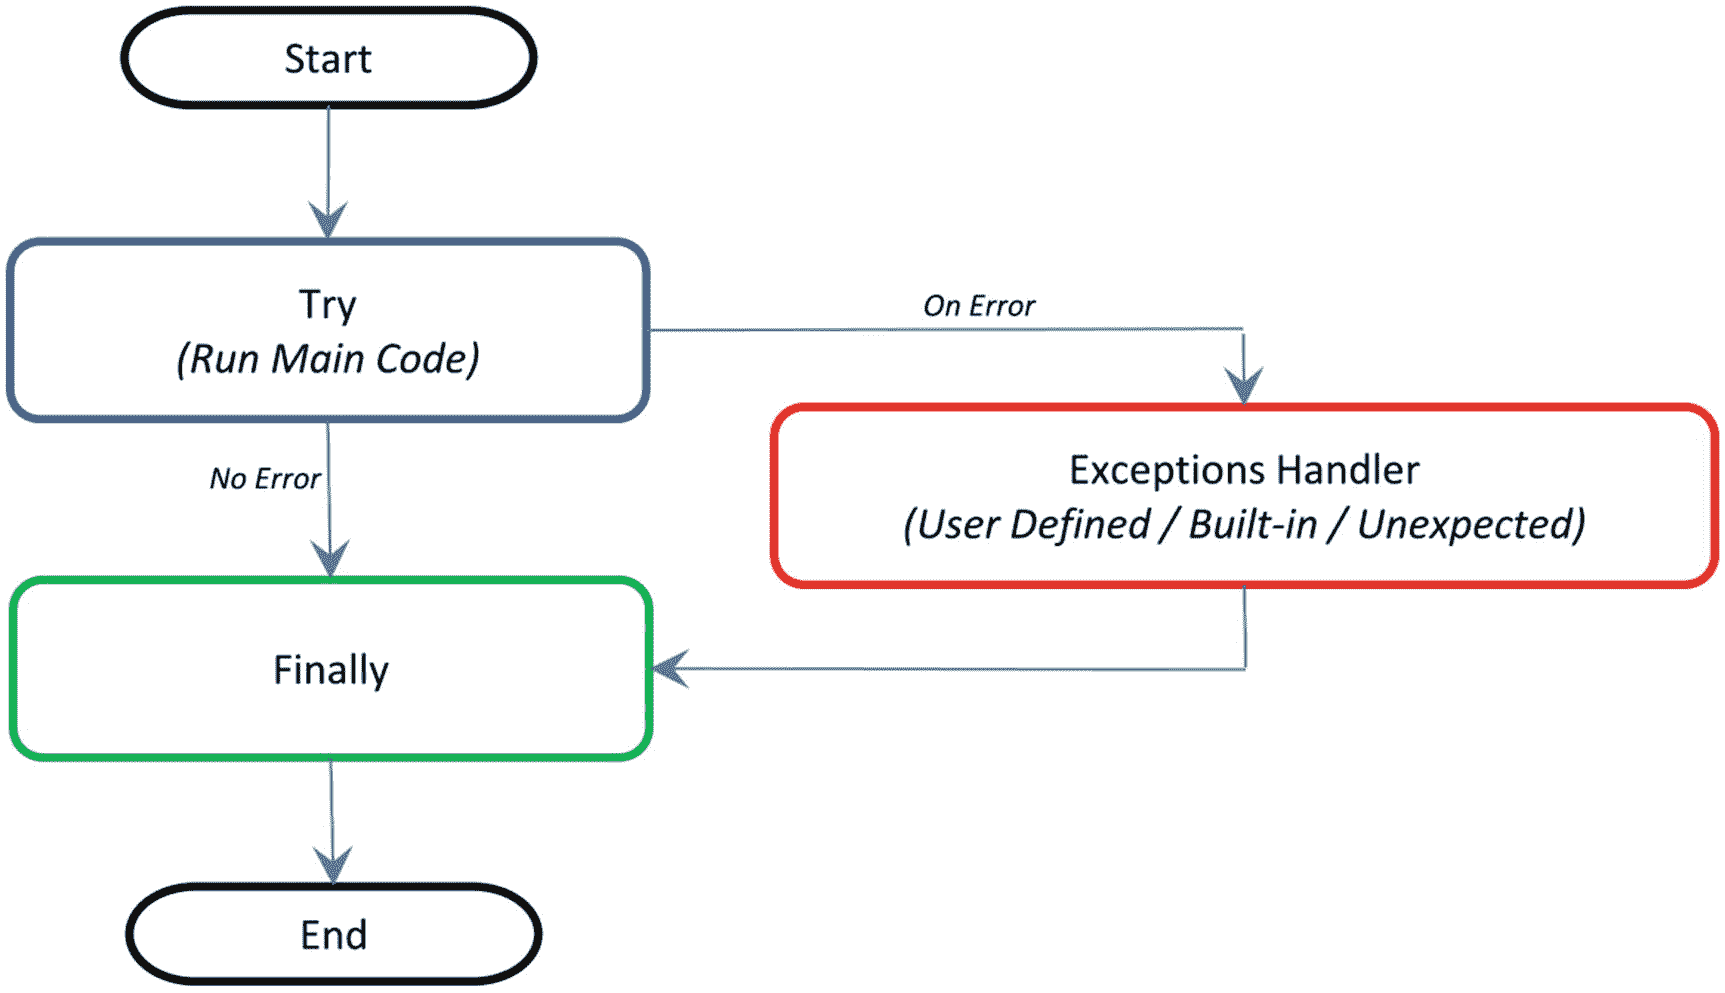 Start
Try
(Run Main Code)
On Error
No Error
Exceptions Handler
(User Defined / Built-in / Unexpected)
Finally
End